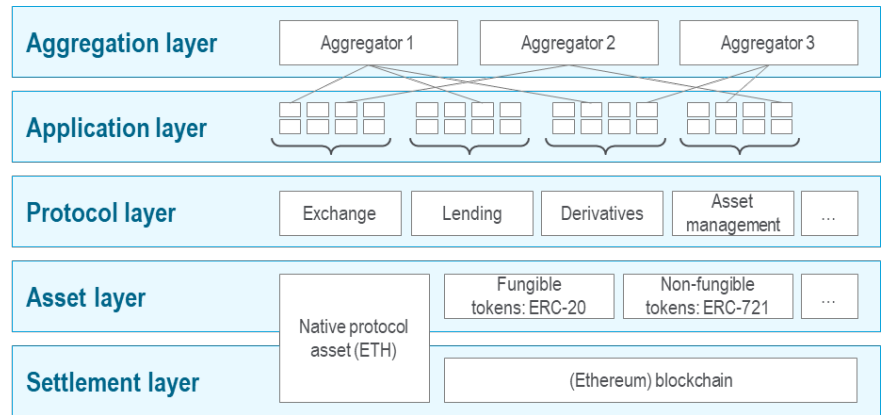 Aggregation layer
Aggregator 1
Aggregator 2
Aggregator 3
Application layer
Protocol layer
Exchange
Lending
Derivatives
Asset
management
...
Asset layer
Native protocol
asset (ETH)
Fungible
tokens: ERC-20
Non-fungible
tokens: ERC-721
...
Settlement layer
(Ethereum) blockchain